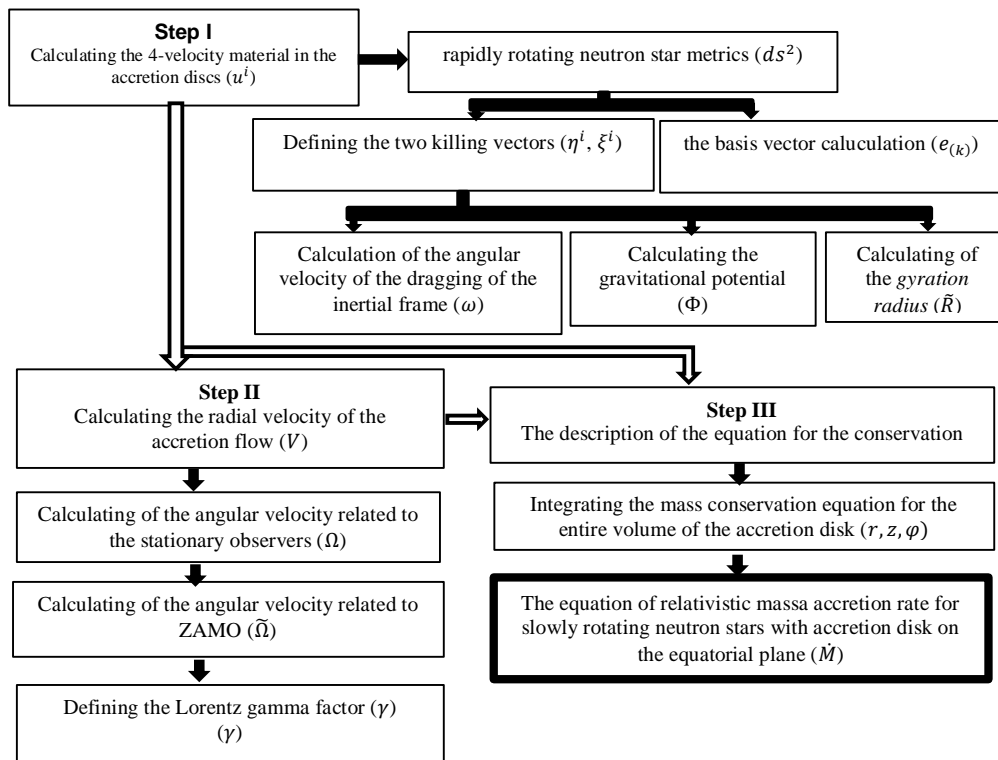 Step I
Calculating the 4-velocity material in the
accretion discs (𝑢ⁱ)
rapidly rotating neutron star metrics (𝑑𝑠²)
Defining the two killing vectors (𝜂ⁱ, 𝜉ⁱ)
the basis vector caluculation (𝑒₍ₖ₎)
Calculation of the angular
velocity of the dragging of the
inertial frame (𝜔)
Calculating the
gravitational potential
(Φ)
Calculating of
the gyration
radius (R̃)
Step II
Calculating the radial velocity of the
accretion flow (𝑉)
Step III
The description of the equation for the conservation
Calculating of the angular velocity related to
the stationary observers (Ω)
Integrating the mass conservation equation for the
entire volume of the accretion disk (𝑟, 𝑧, 𝜑)
Calculating of the angular velocity related to
ZAMO (Ω̃)
The equation of relativistic massa accretion rate for
slowly rotating neutron stars with accretion disk on
the equatorial plane (Ṁ)
Defining the Lorentz gamma factor (𝛾)
(𝛾)